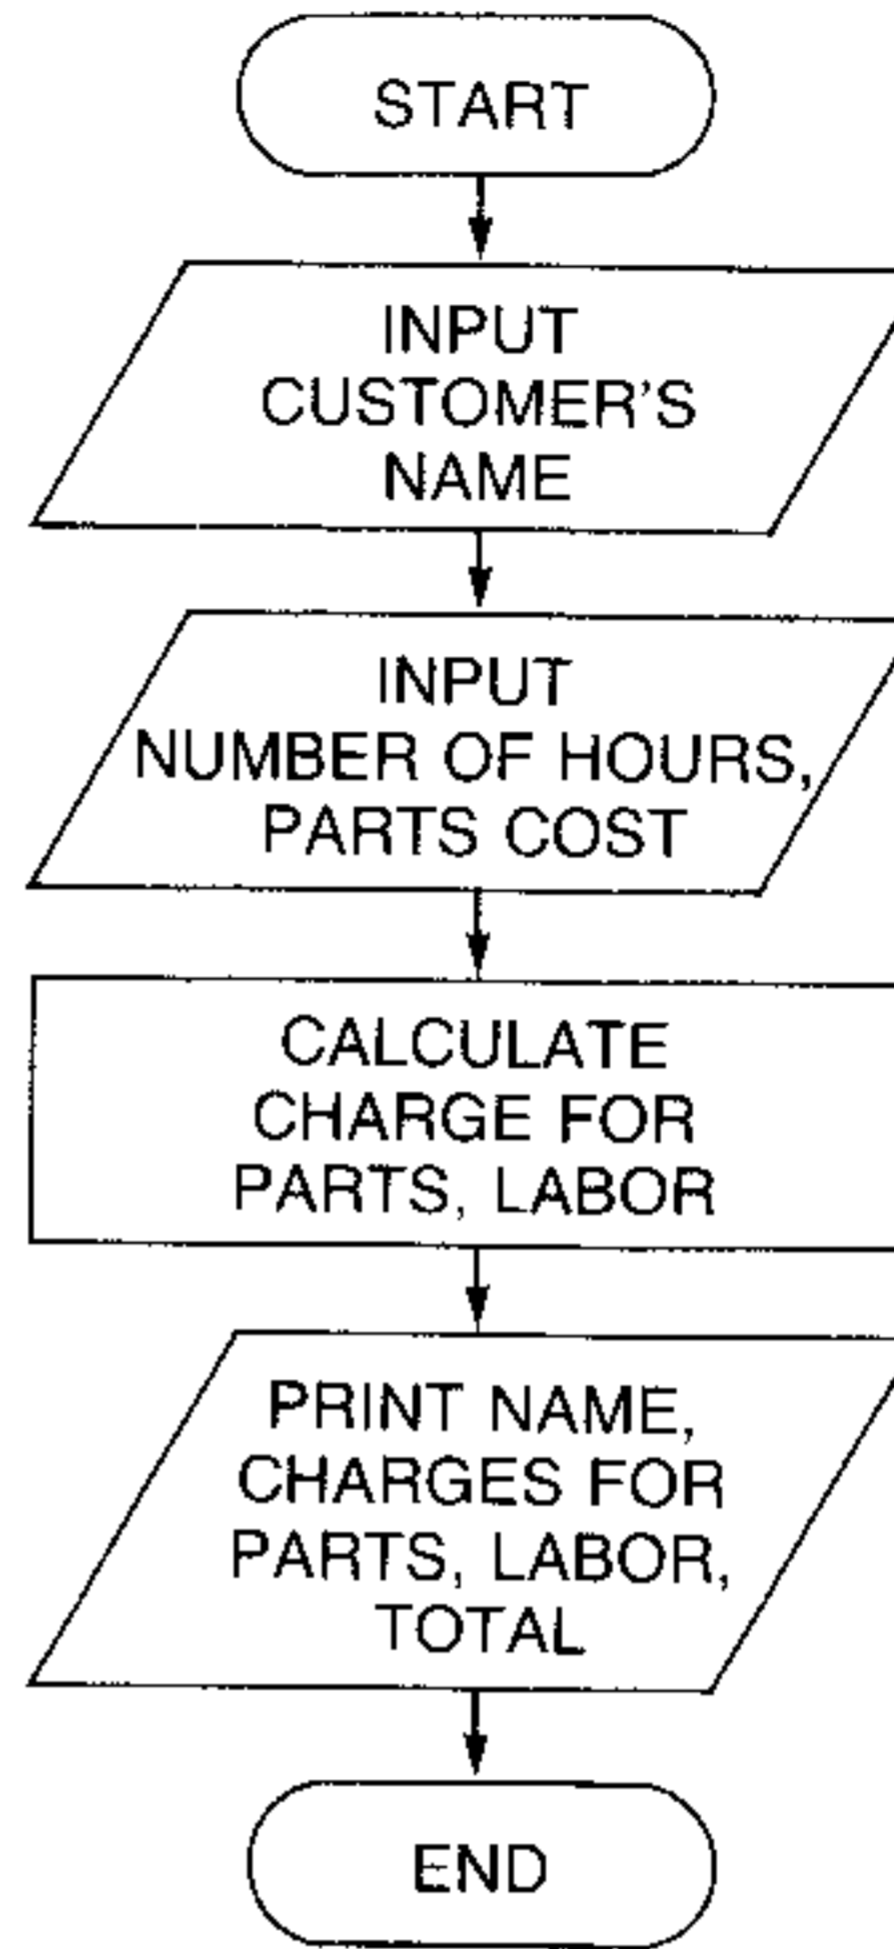 START
INPUT
CUSTOMER'S
NAME
INPUT
NUMBER OF HOURS,
PARTS COST
CALCULATE
CHARGE FOR
PARTS, LABOR
PRINT NAME,
CHARGES FOR
PARTS, LABOR,
TOTAL
END